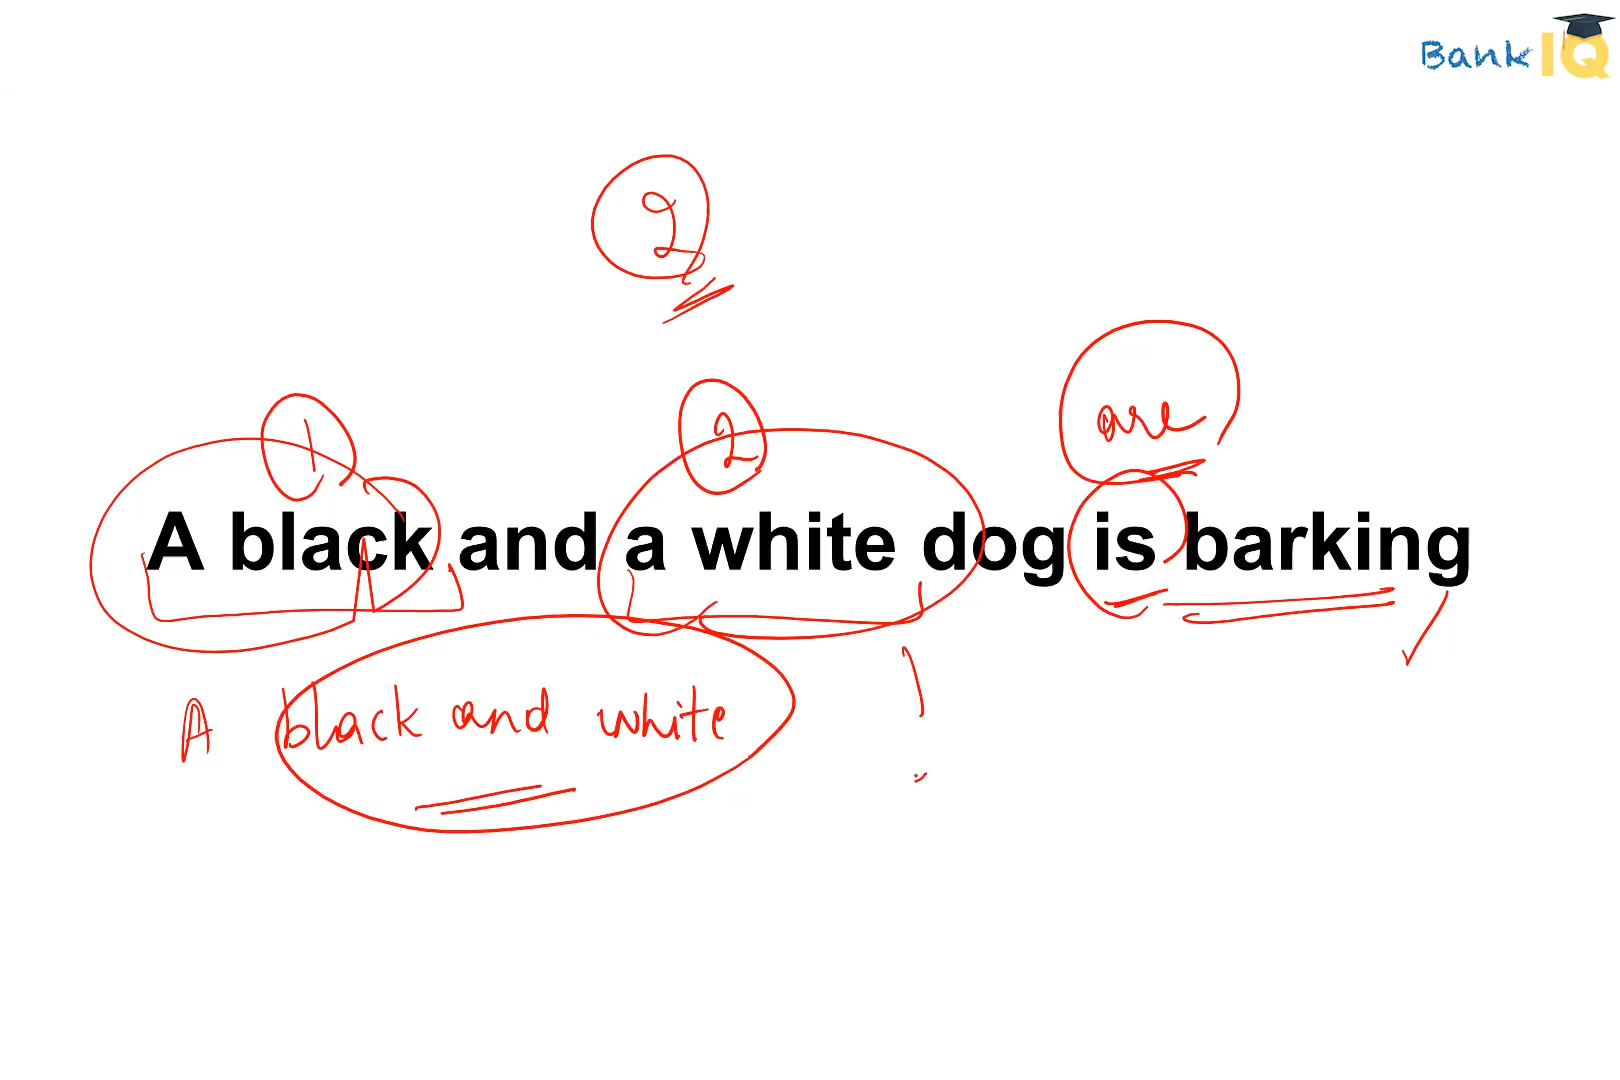 Bank IQ
2
are
1 2
A black and a white dog is barking
A black and white